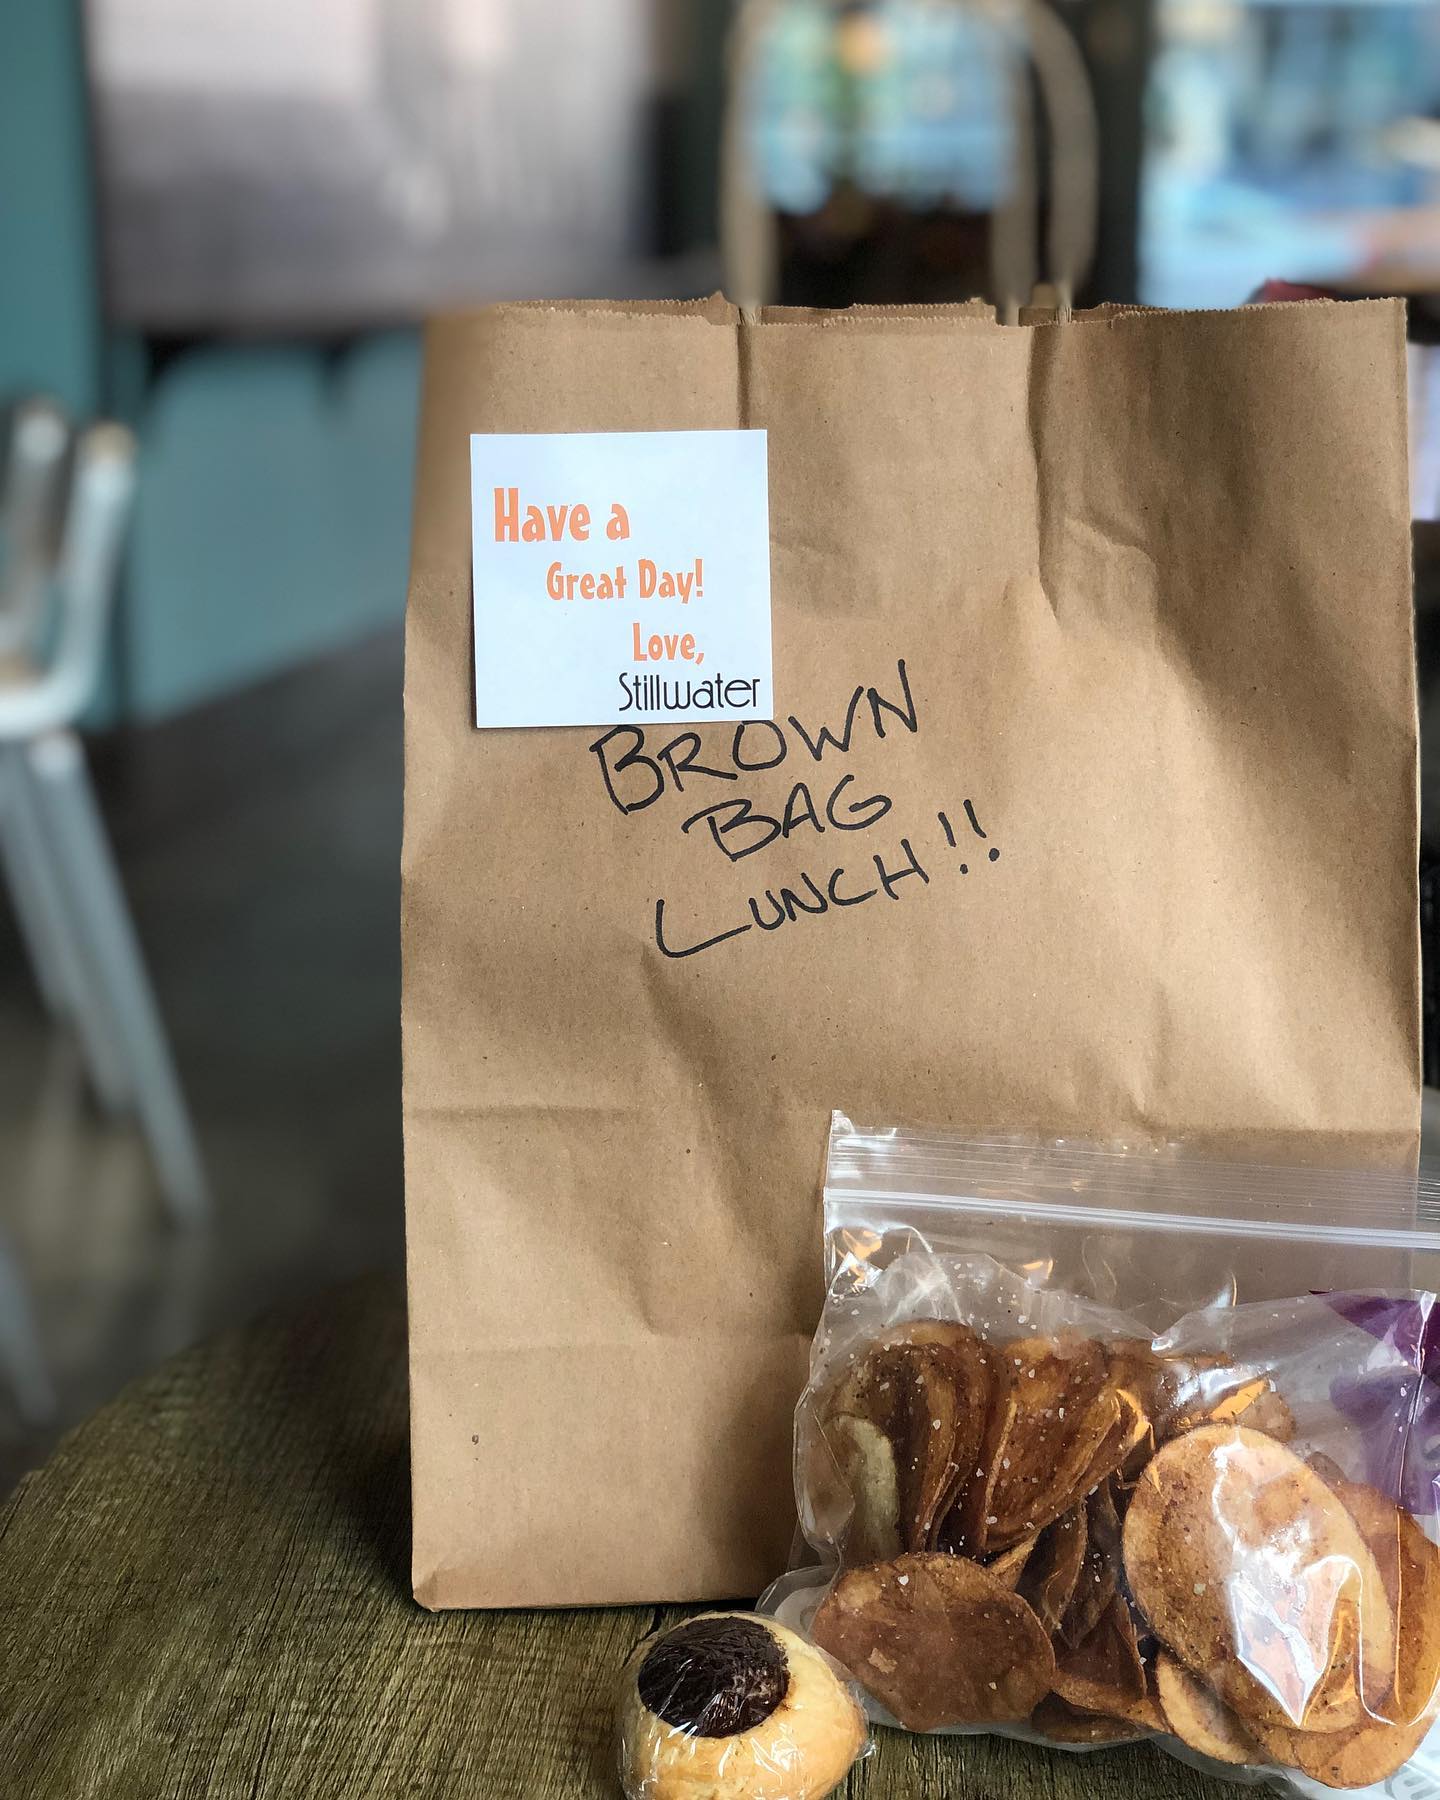 Have a
Great Day!
Love,
Stillwater
BROWN
BAG
LUNCH!!